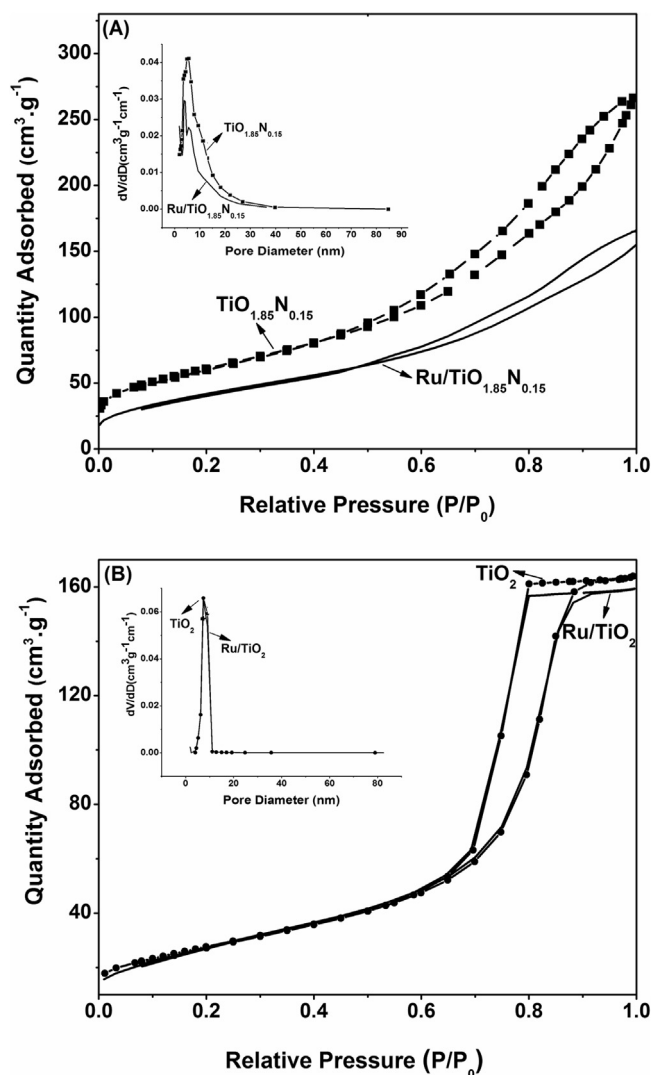 (A)
Quantity Adsorbed (cm³.g⁻¹)
300
250
200
150
100
50
0
0.0 0.2 0.4 0.6 0.8 1.0
Relative Pressure (P/P₀)
TiO₁.₈₅N₀.₁₅
Ru/TiO₁.₈₅N₀.₁₅
dV/dD(cm³g⁻¹cm⁻¹)
0.04
0.03
0.02
0.01
0.00
TiO₁.₈₅N₀.₁₅
Ru/TiO₁.₈₅N₀.₁₅
0 10 20 30 40 50 60 70 80 90
Pore Diameter (nm)
(B)
Quantity Adsorbed (cm³.g⁻¹)
160
120
80
40
0
0.0 0.2 0.4 0.6 0.8 1.0
Relative Pressure (P/P₀)
TiO₂
Ru/TiO₂
dV/dD(cm³g⁻¹cm⁻¹)
0.06
0.04
0.02
0.00
TiO₂
Ru/TiO₂
0 20 40 60 80
Pore Diameter (nm)